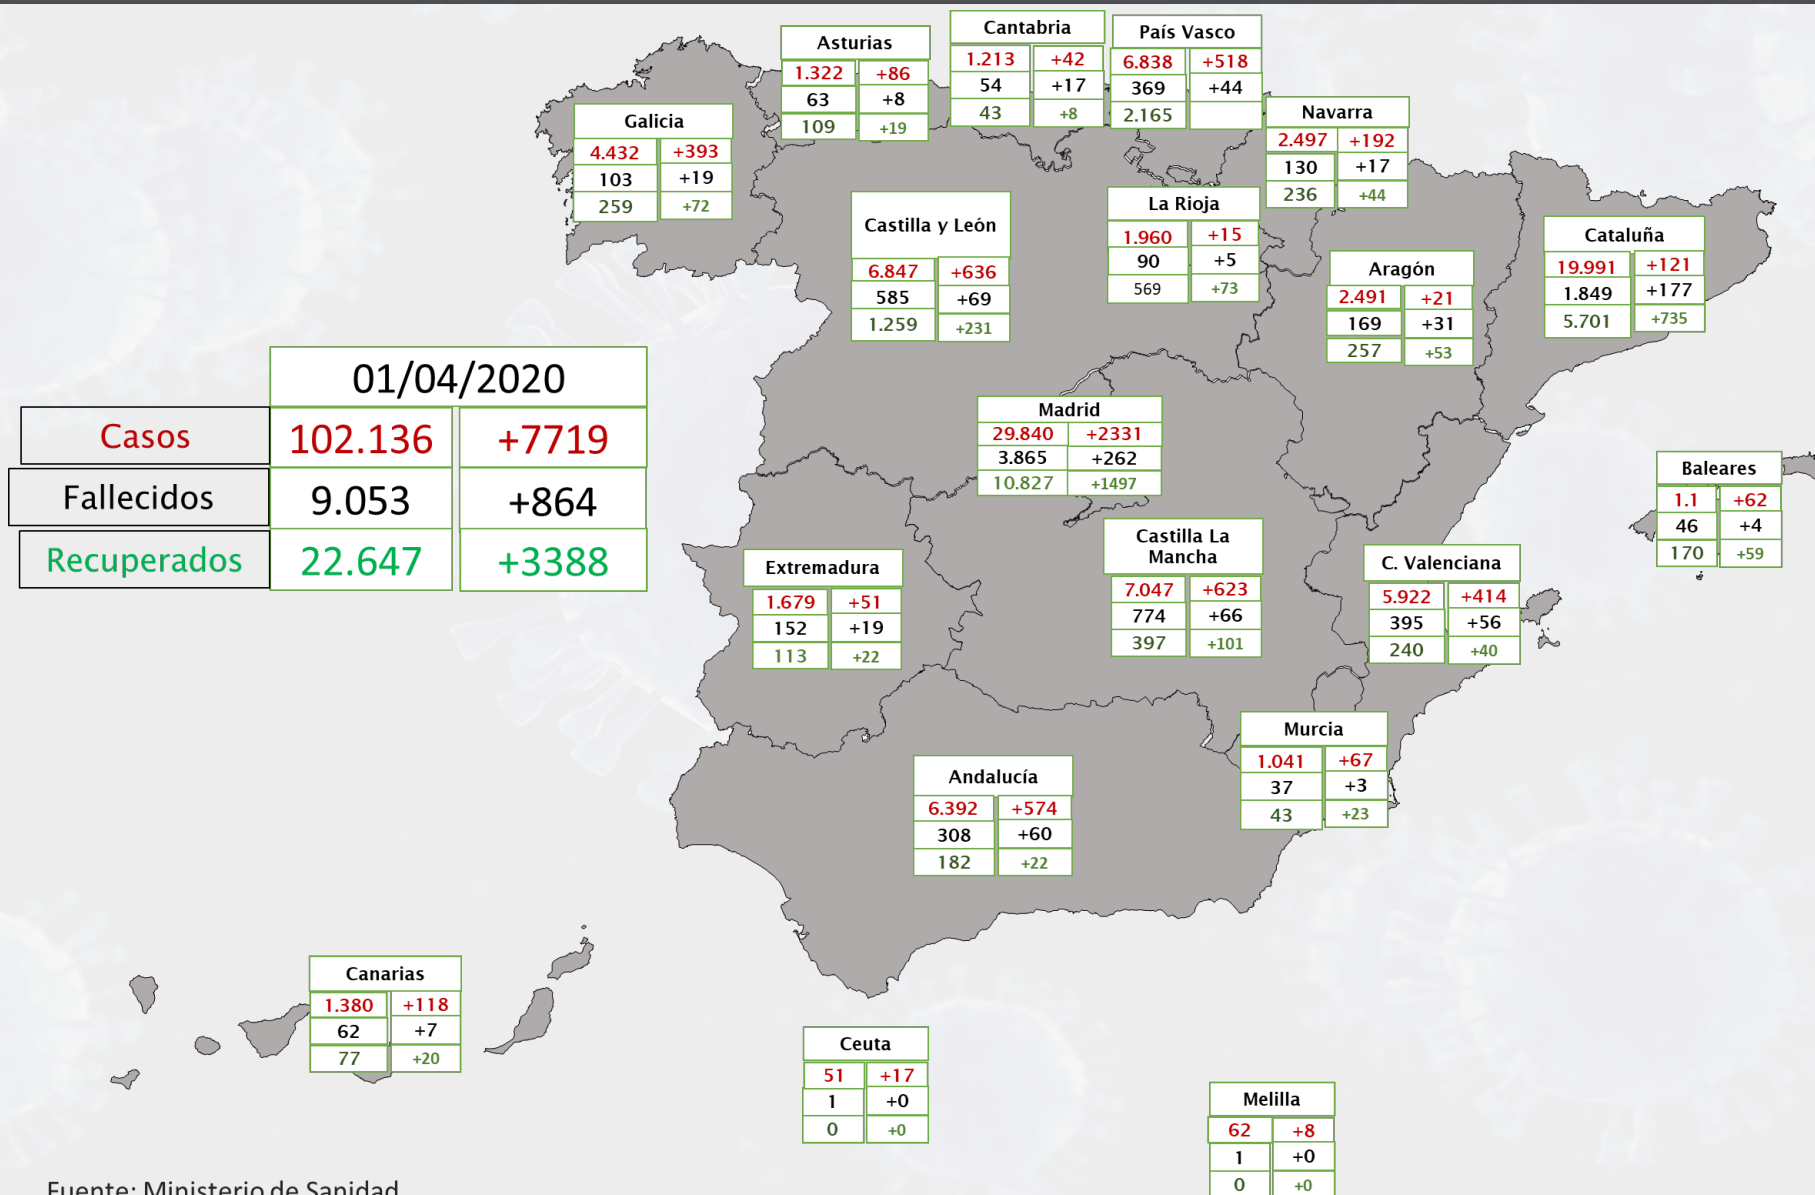 Asturias
1.322 +86
63 +8
109 +19
Cantabria
1.213 +42
54 +17
43 +8
País Vasco
6.838 +518
369 +44
2.165
Navarra
2.497 +192
130 +17
236 +44
Galicia
4.432 +393
103 +19
259 +72
Castilla y León
6.847 +636
585 +69
1.259 +231
La Rioja
1.960 +15
90 +5
569 +73
Aragón
2.491 +21
169 +31
257 +53
Cataluña
19.991 +121
1.849 +177
5.701 +735
01/04/2020
Casos 102.136 +7719
Fallecidos 9.053 +864
Recuperados 22.647 +3388
Madrid
29.840 +2331
3.865 +262
10.827 +1497
Baleares
1.1 +62
46 +4
170 +59
Extremadura
1.679 +51
152 +19
113 +22
Castilla La
Mancha
7.047 +623
774 +66
397 +101
C. Valenciana
5.922 +414
395 +56
240 +40
Murcia
1.041 +67
37 +3
43 +23
Andalucía
6.392 +574
308 +60
182 +22
Canarias
1.380 +118
62 +7
77 +20
Ceuta
51 +17
1 +0
0 +0
Melilla
62 +8
1 +0
0 +0
Fuente: Ministerio de Sanidad